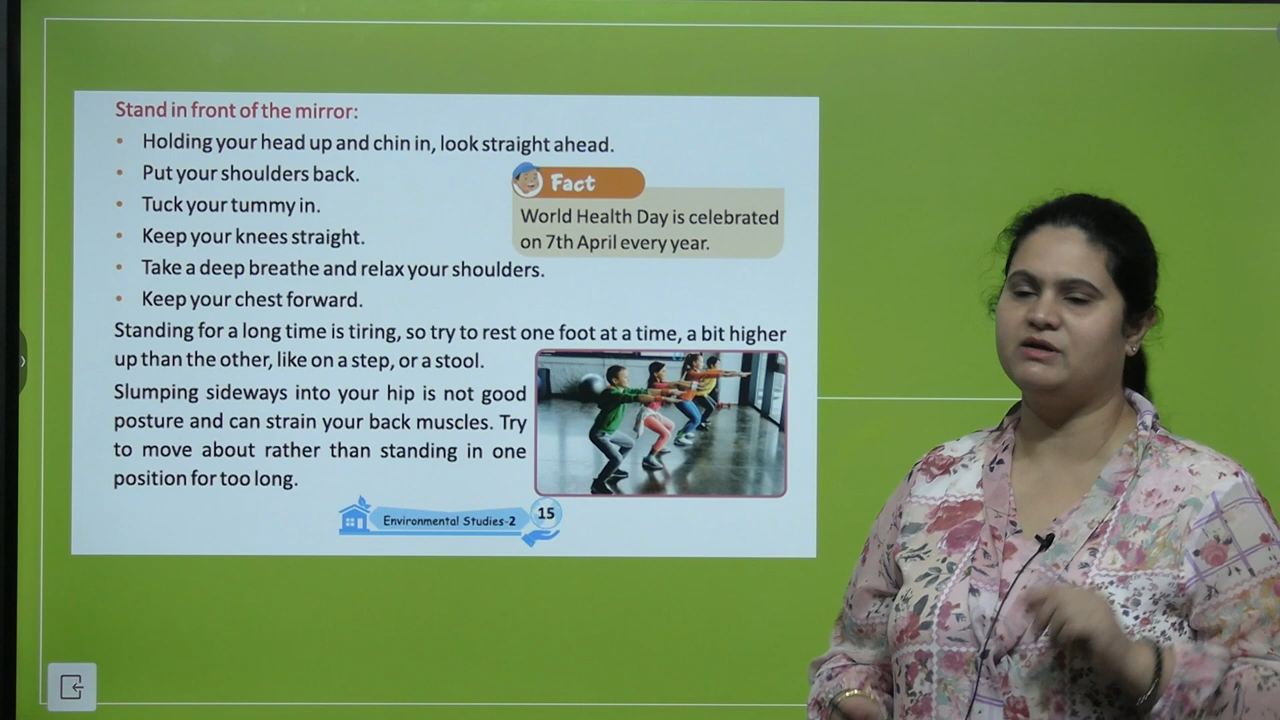 Stand in front of the mirror:
• Holding your head up and chin in, look straight ahead.
• Put your shoulders back.
• Tuck your tummy in.
• Keep your knees straight.
• Take a deep breathe and relax your shoulders.
• Keep your chest forward.
Fact
World Health Day is celebrated
on 7th April every year.
Standing for a long time is tiring, so try to rest one foot at a time, a bit higher
up than the other, like on a step, or a stool.
Slumping sideways into your hip is not good
posture and can strain your back muscles. Try
to move about rather than standing in one
position for too long.
Environmental Studies-2 15